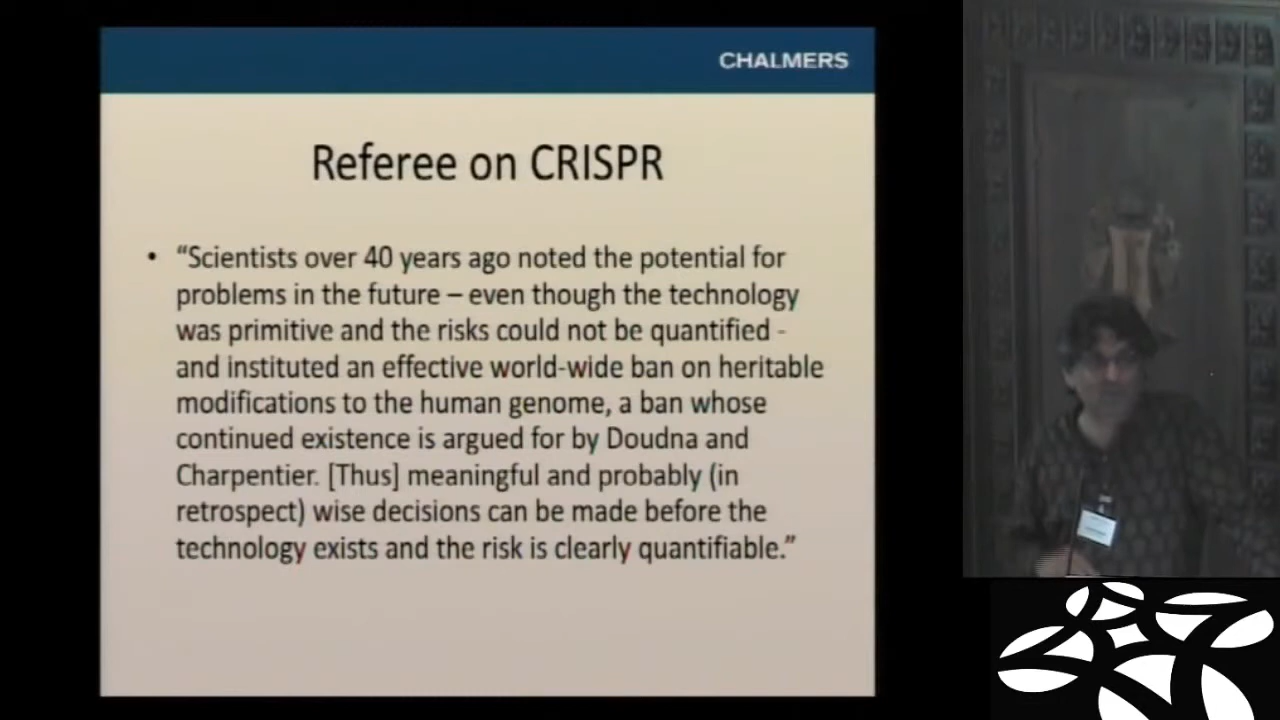 CHALMERS
Referee on CRISPR
• “Scientists over 40 years ago noted the potential for
problems in the future – even though the technology
was primitive and the risks could not be quantified -
and instituted an effective world-wide ban on heritable
modifications to the human genome, a ban whose
continued existence is argued for by Doudna and
Charpentier. [Thus] meaningful and probably (in
retrospect) wise decisions can be made before the
technology exists and the risk is clearly quantifiable.”